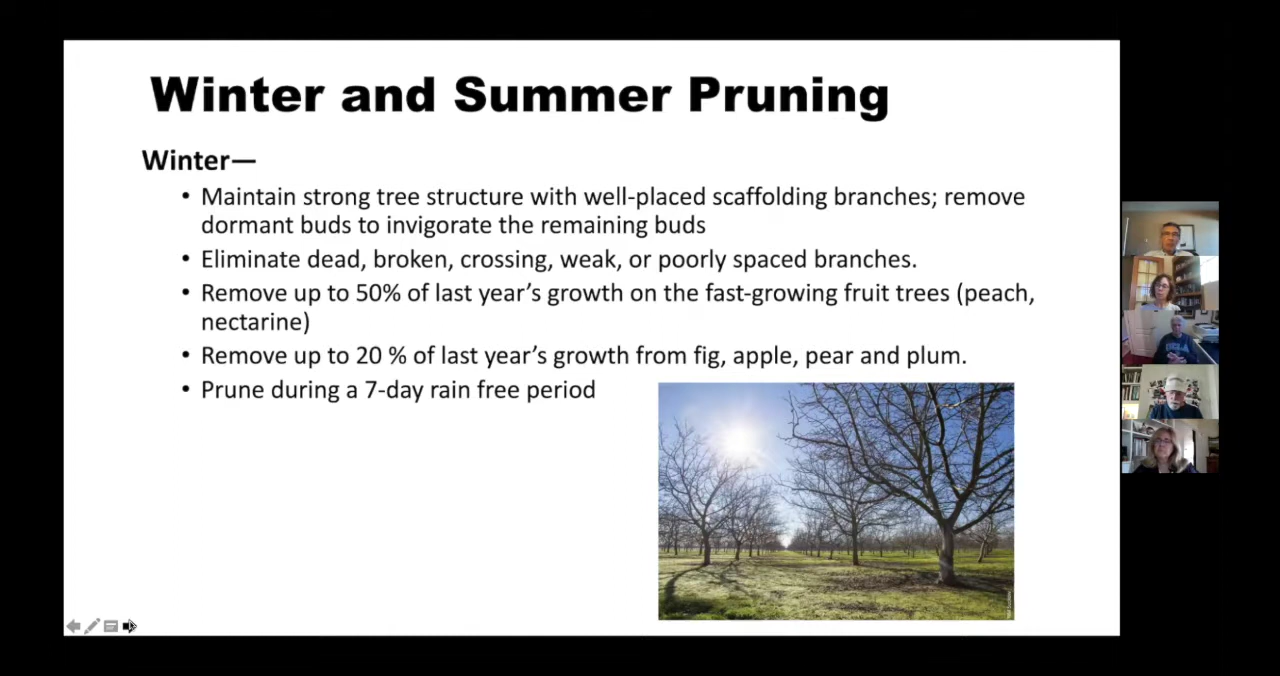 Winter and Summer Pruning
Winter—
• Maintain strong tree structure with well-placed scaffolding branches; remove
dormant buds to invigorate the remaining buds
• Eliminate dead, broken, crossing, weak, or poorly spaced branches.
• Remove up to 50% of last year’s growth on the fast-growing fruit trees (peach,
nectarine)
• Remove up to 20 % of last year’s growth from fig, apple, pear and plum.
• Prune during a 7-day rain free period